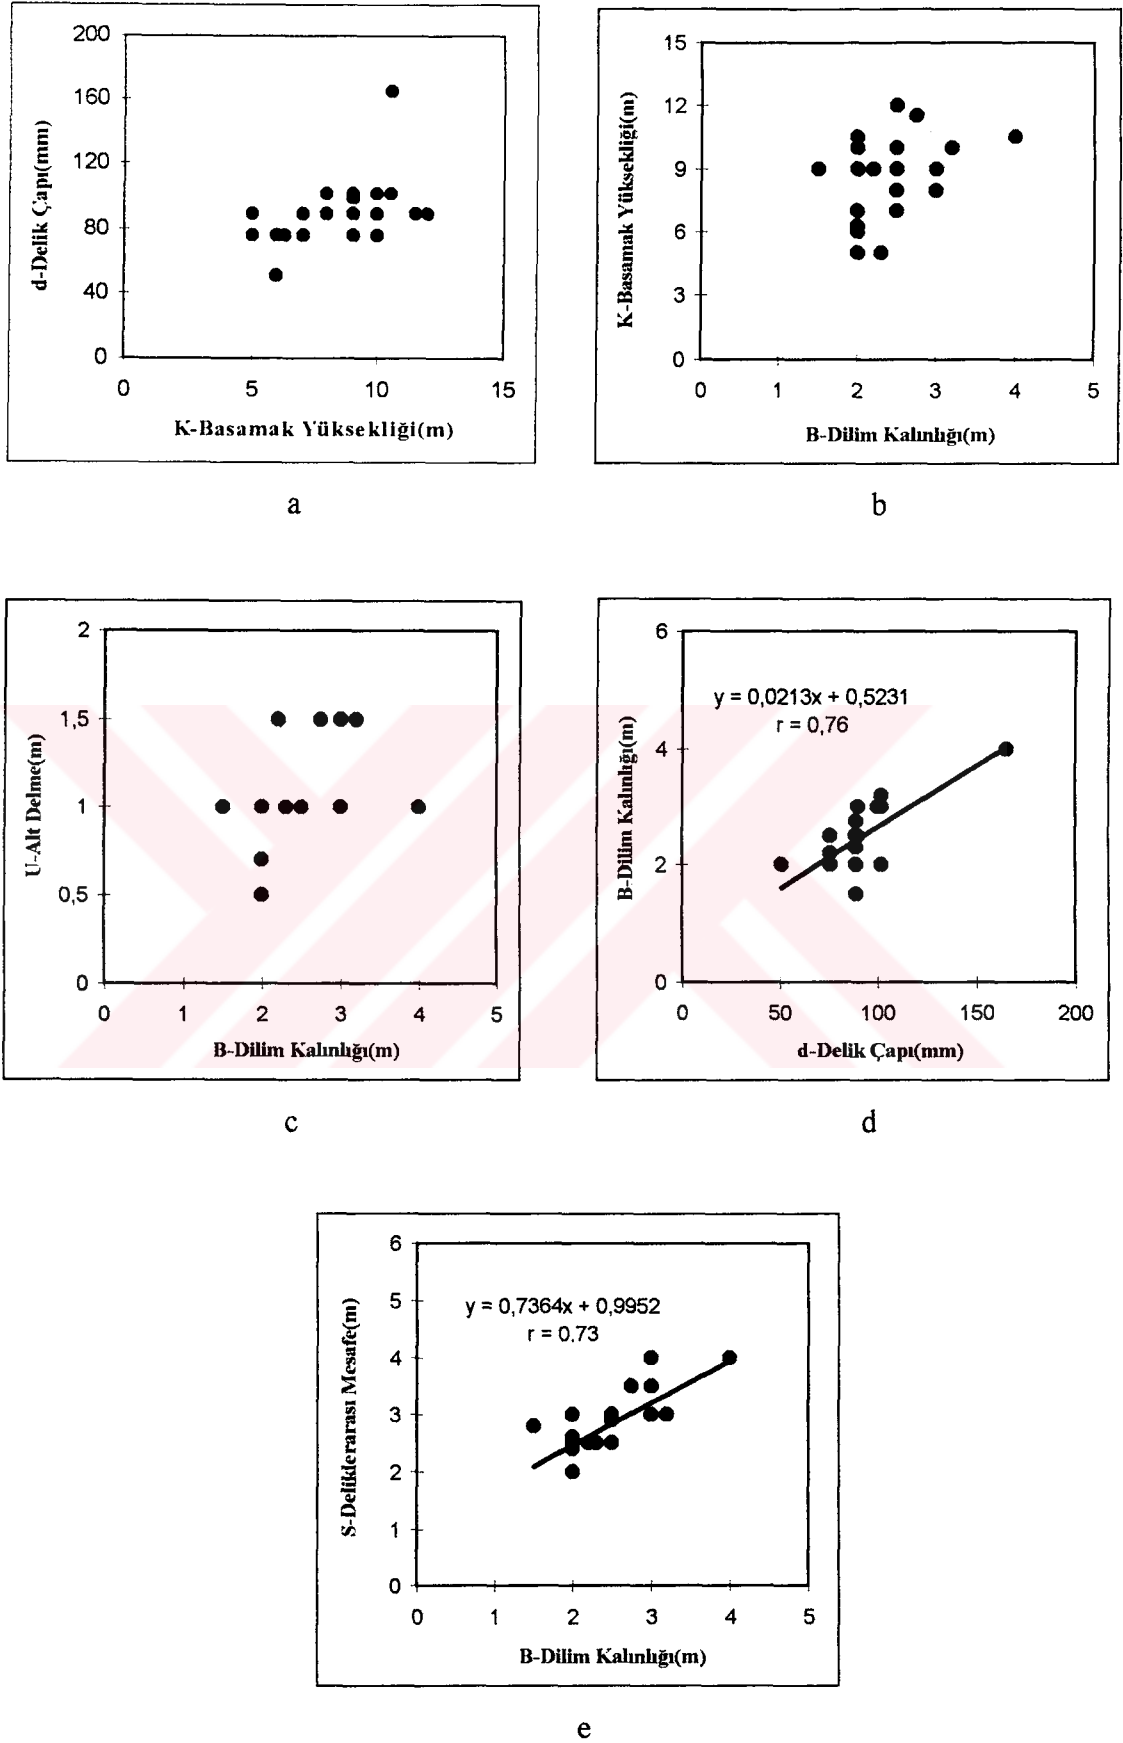 200
160
120
80
40
0
d-Delik Çapı(mm)
0 5 10 15
K-Basamak Yüksekliği(m)
a
15
12
9
6
3
0
K-Basamak Yüksekliği(m)
0 1 2 3 4 5
B-Dilim Kalınlığı(m)
b
2
1,5
1
0,5
0
U-Alt Delme(m)
0 1 2 3 4 5
B-Dilim Kalınlığı(m)
c
6
4
2
0
B-Dilim Kalınlığı(m)
y = 0,0213x + 0,5231
r = 0,76
0 50 100 150 200
d-Delik Çapı(mm)
d
6
5
4
3
2
1
0
S-Deliklerarası Mesafe(m)
y = 0,7364x + 0,9952
r = 0.73
0 1 2 3 4 5
B-Dilim Kalınlığı(m)
e